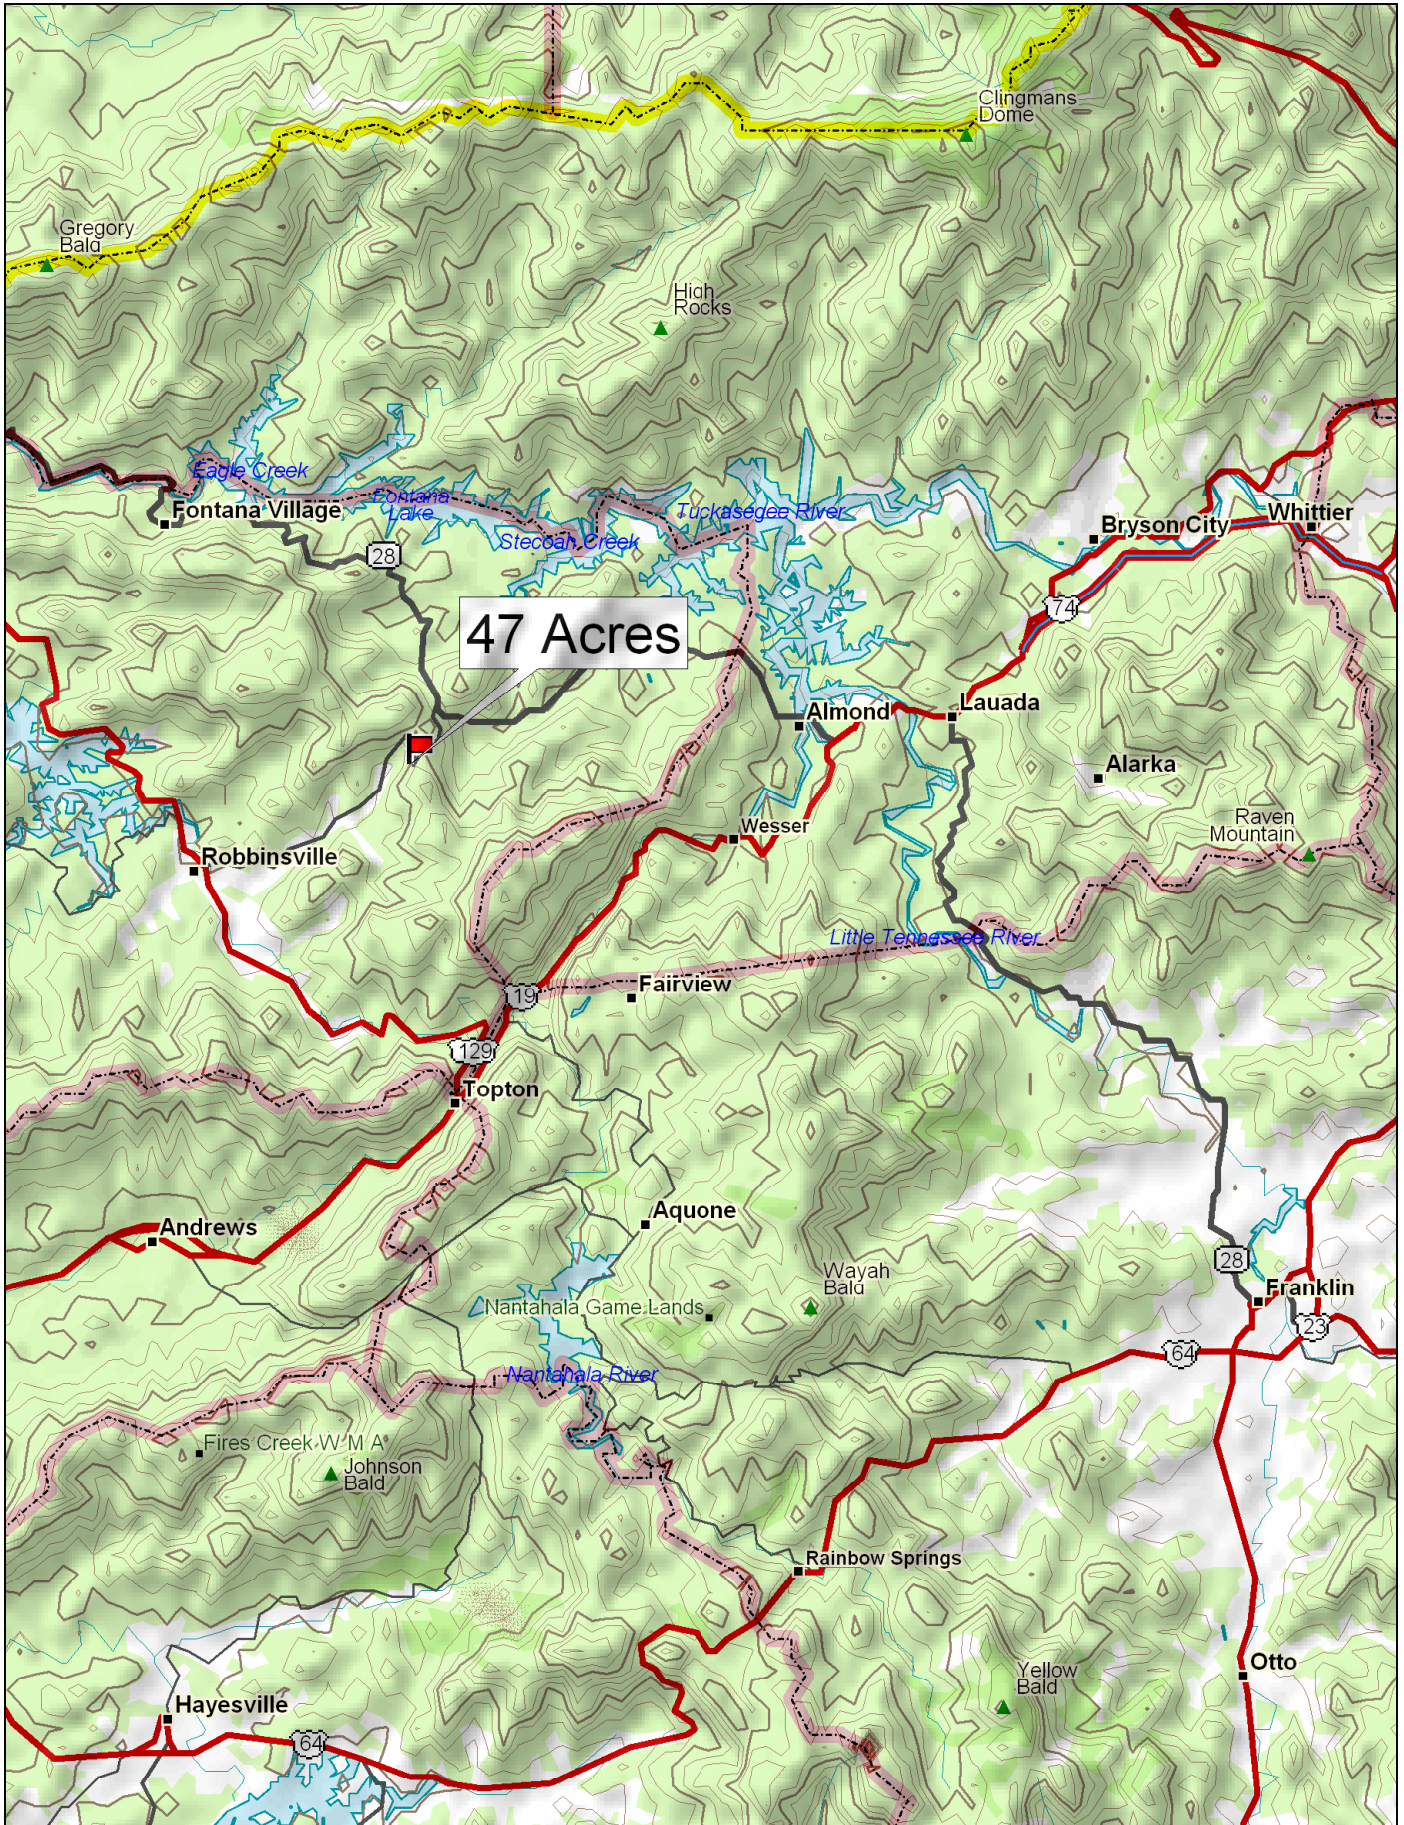 Clingmans
Dome
Gregory
Bald
High
Rocks
Eagle Creek
Fontana
Lake
Fontana Village
Tuckasegee River
Stecoah Creek
Bryson City
Whittier
28
74
47 Acres
Almond
Lauada
Alarka
Wesser
Raven
Mountain
Robbinsville
Little Tennessee River
19
Fairview
129
Topton
Andrews
Aquone
Wayah
Bald
28
Nantahala Game Lands
Franklin
23
64
Nantahala River
Fires Creek W M A
Johnson
Bald
Rainbow Springs
Yellow
Bald
Otto
Hayesville
64